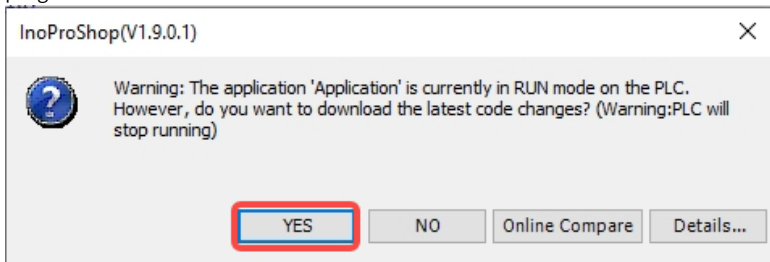 InoProShop(V1.9.0.1)
Warning: The application 'Application' is currently in RUN mode on the PLC.
However, do you want to download the latest code changes? (Warning:PLC will
stop running)
YES NO Online Compare Details...